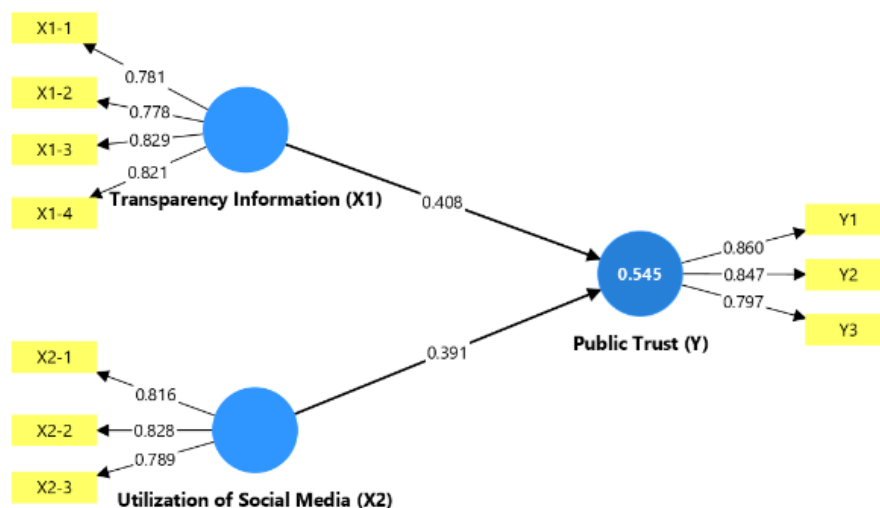 X1-1
0.781
X1-2
0.778
X1-3
0.829
X1-4
0.821
Transparency Information (X1)
0.408
Y1
0.860
0.545
0.847
Y2
0.797
Y3
Public Trust (Y)
0.391
X2-1
0.816
X2-2
0.828
X2-3
0.789
Utilization of Social Media (X2)